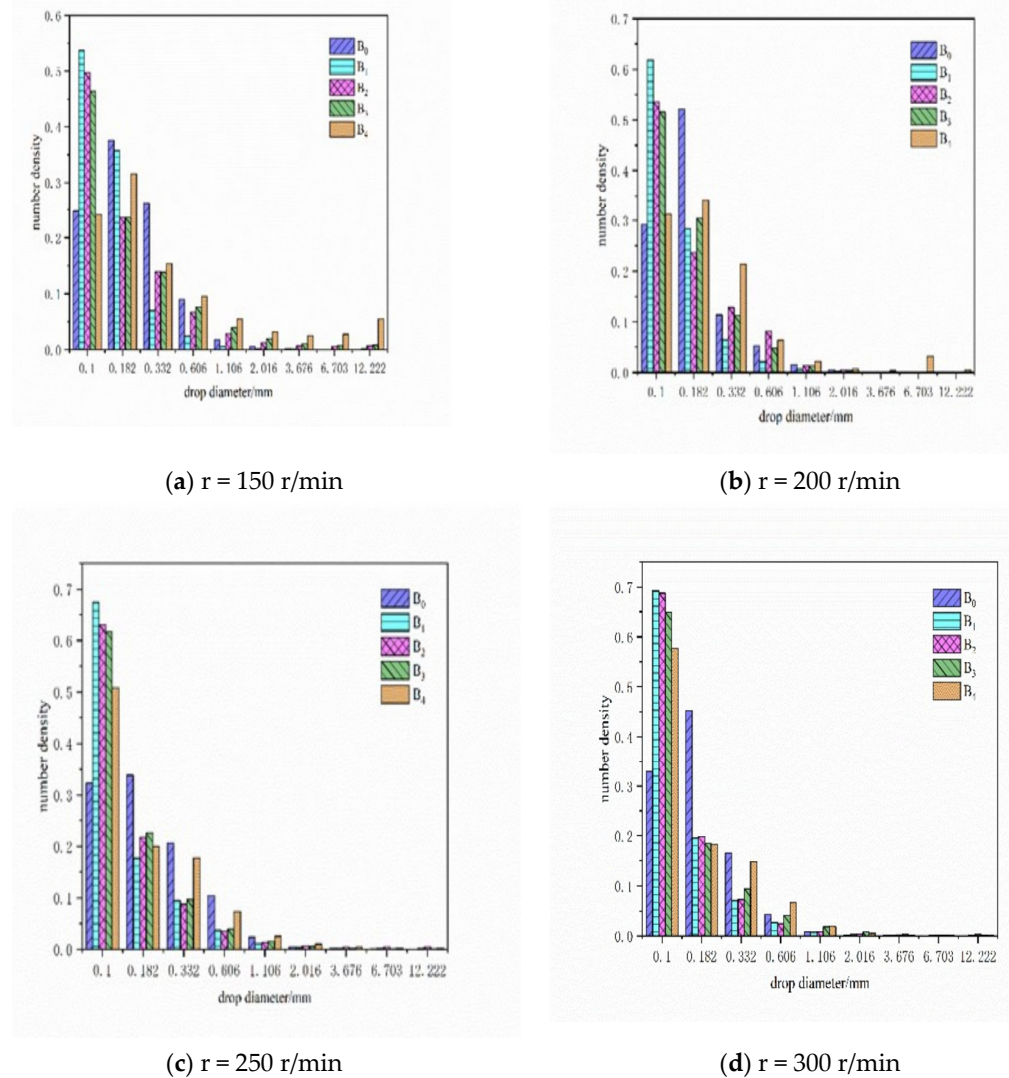 0.6
0.5
0.4
0.3
0.2
0.1
0.0
number density
B₀
B₁
B₂
B₃
B₄
0.1 0.182 0.332 0.606 1.106 2.016 3.676 6.703 12.222
drop diameter/mm
(a) r = 150 r/min
0.7
0.6
0.5
0.4
0.3
0.2
0.1
0.0
number density
B₀
B₁
B₂
B₃
B₄
0.1 0.182 0.332 0.606 1.106 2.016 3.676 6.703 12.222
drop diameter/mm
(b) r = 200 r/min
0.7
0.6
0.5
0.4
0.3
0.2
0.1
0.0
number density
B₀
B₁
B₂
B₃
B₄
0.1 0.182 0.332 0.606 1.106 2.016 3.676 6.703 12.222
drop diameter/mm
(c) r = 250 r/min
0.7
0.6
0.5
0.4
0.3
0.2
0.1
0.0
number density
B₀
B₁
B₂
B₃
B₄
0.1 0.182 0.332 0.606 1.106 2.016 3.676 6.703 12.222
drop diameter/mm
(d) r = 300 r/min